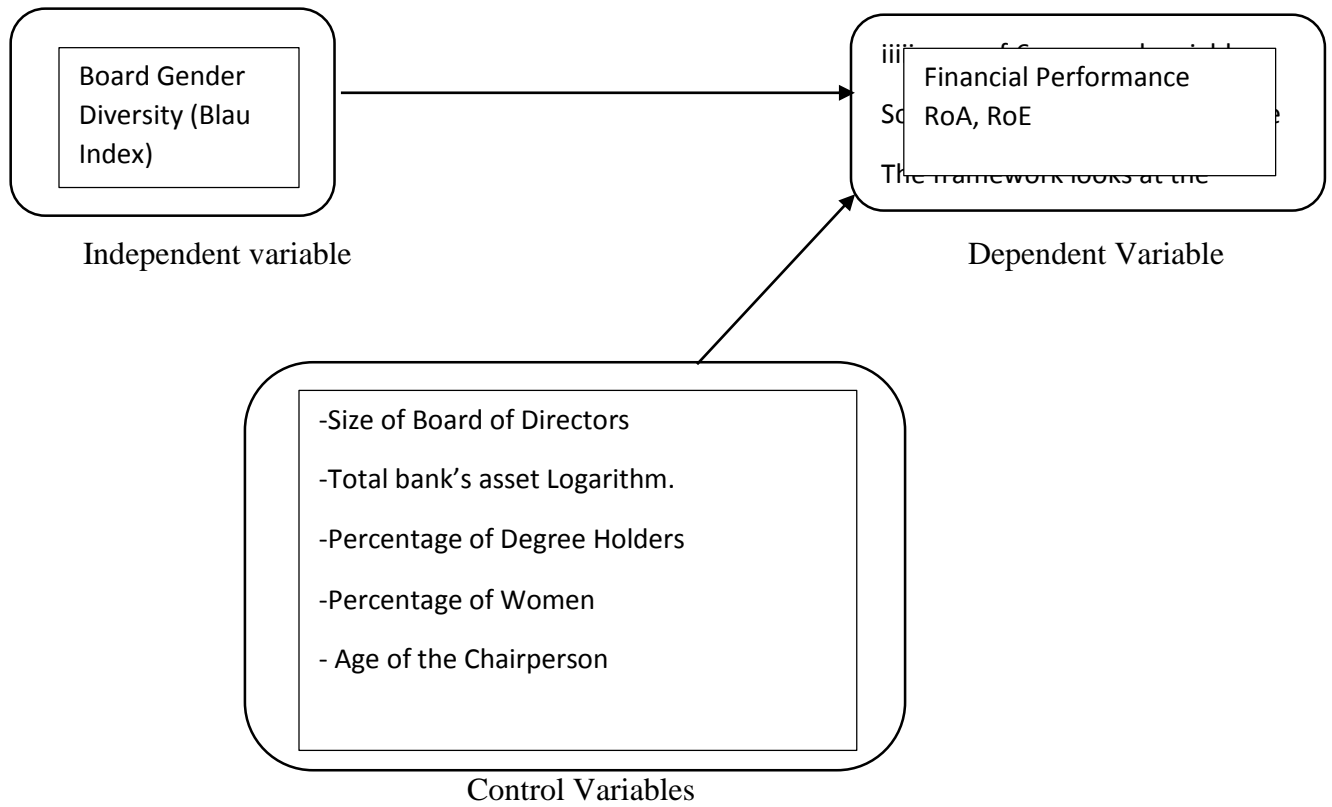 Board Gender
Diversity (Blau
Index)
Financial Performance
RoA, RoE
The framework looks at the
Independent variable
Dependent Variable
-Size of Board of Directors
-Total bank’s asset Logarithm.
-Percentage of Degree Holders
-Percentage of Women
- Age of the Chairperson
Control Variables